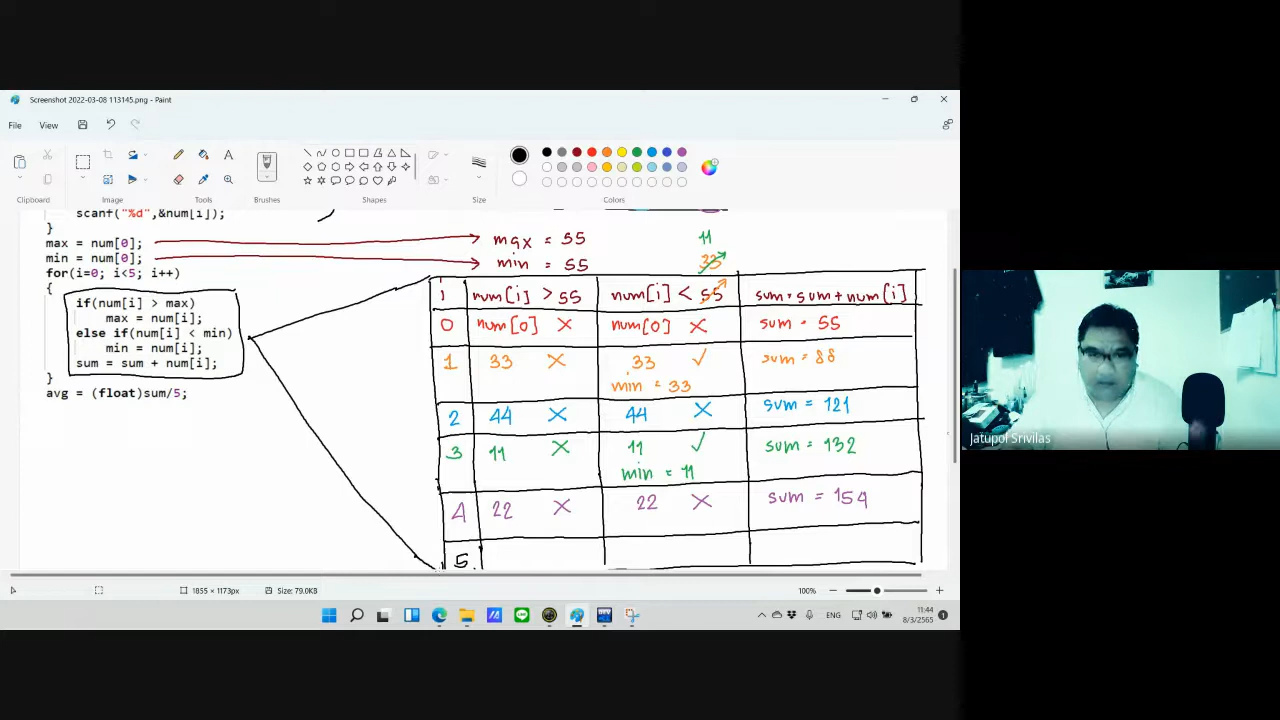 Screenshot 2022-03-08 113145.png - Paint
File View
Clipboard
Image
Tools
Brushes
Shapes
Size
Colors
scanf("%d",&num[i]);
}
max = num[0];
min = num[0];
for(i=0; i<5; i++)
{
if(num[i] > max)
max = num[i];
else if(num[i] < min)
min = num[i];
sum = sum + num[i];
}
avg = (float)sum/5;
max = 55
min = 55
11
33
i num[i] > 55 num[i] < 55 sum = sum + num[i]
0 num[0] X num[0] X sum = 55
1 33 X 33 ✓ sum = 88
min = 33
2 44 X 44 X sum = 121
3 11 X 11 ✓ sum = 132
min = 11
4 22 X 22 X sum = 154
5
Jatupol Srivilas
1855 × 1173px
Size: 79.0KB
100%
ENG
11:44
8/3/2565